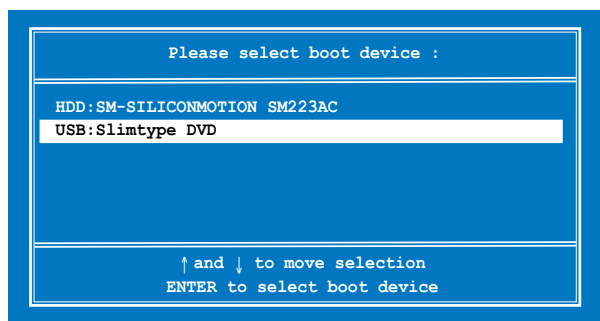 Please select boot device :
HDD:SM-SILICONMOTION SM223AC
USB:Slimtype DVD
↑ and ↓ to move selection
ENTER to select boot device